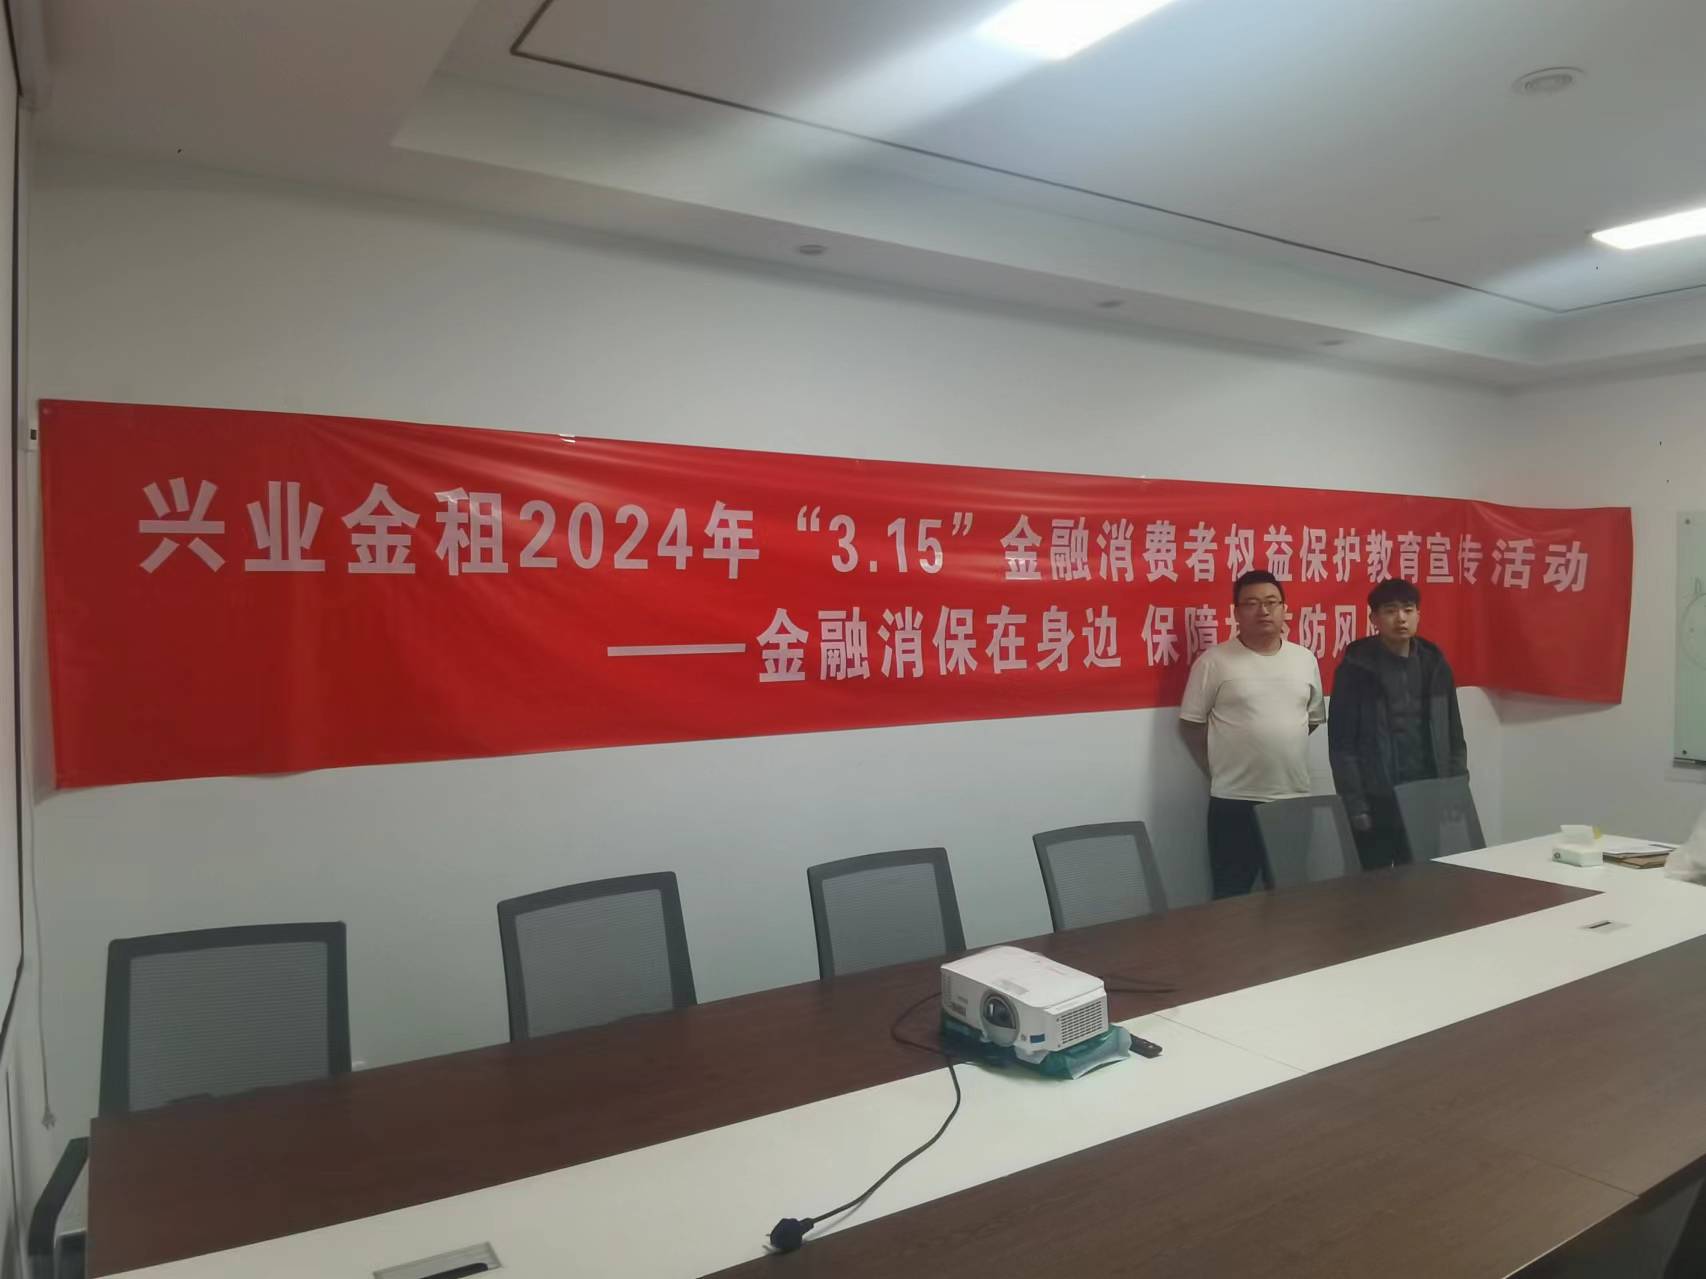 兴业金租2024年“3.15”金融消费者权益保护教育宣传活动
——金融消保在身边 保障 防风